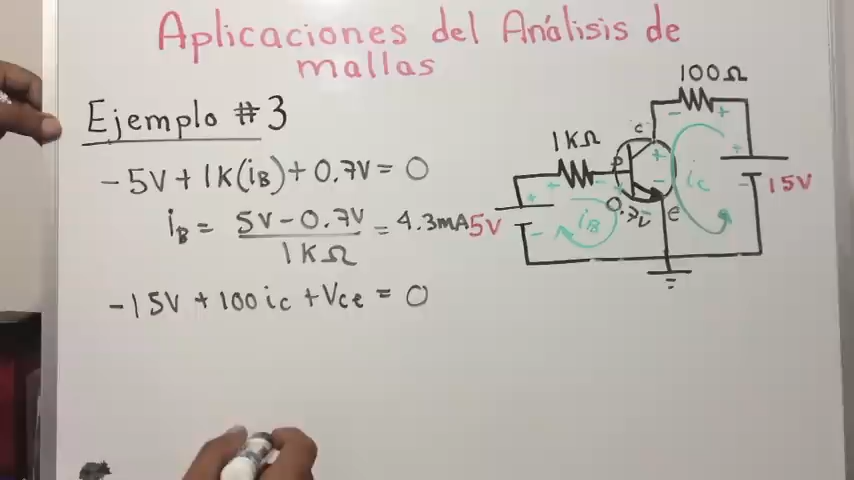 Aplicaciones del Análisis de
mallas
Ejemplo #3
-5V + 1K(iB) + 0.7V = 0
iB = 5V - 0.7V / 1KΩ = 4.3mA
-15V + 100ic + Vce = 0
100Ω
1KΩ
c
+
-
+
+
-
ic
15V
5V
+
-
iB
0.7V
e